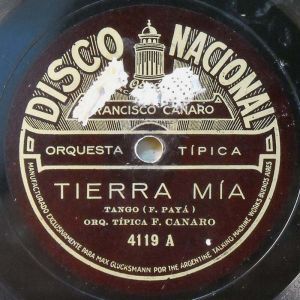 DISCO NACIONAL
FRANCISCO CANARO
ORQUESTA TÍPICA
TIERRA MÍA
TANGO (F. PAYÁ)
ORQ. TÍPICA F. CANARO
4119 A
MANUFACTURADO EXCLUSIVAMENTE PARA MAX GLÜCKSMANN POR THE ARGENTINE TALKING MACHINE WORKS BUENOS AIRES